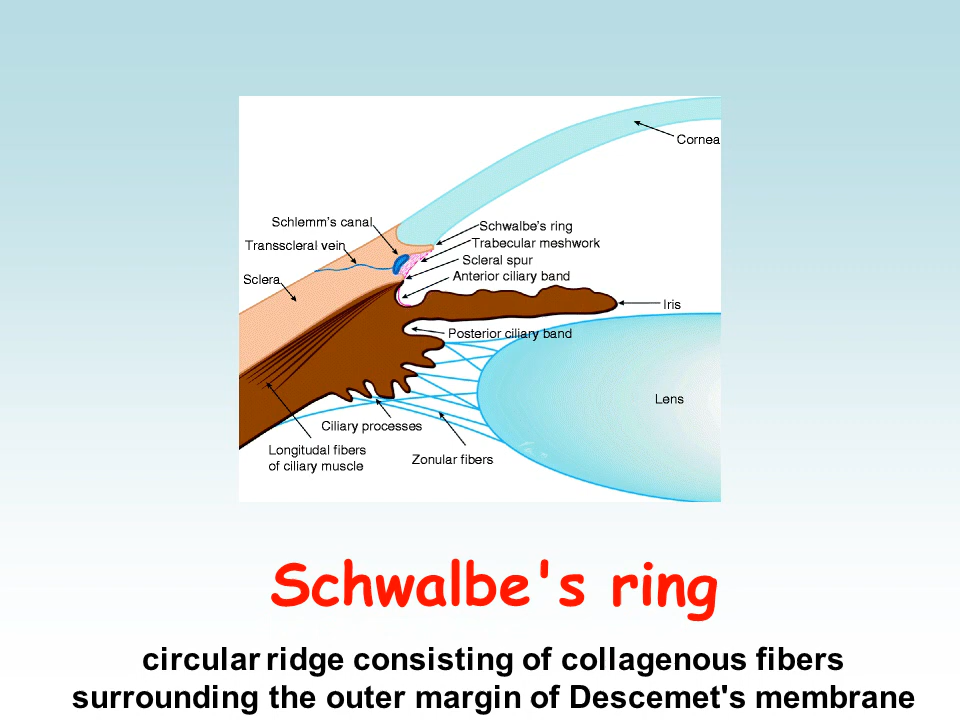 Cornea
Schlemm's canal
Schwalbe's ring
Transscleral vein
Trabecular meshwork
Scleral spur
Sclera
Anterior ciliary band
Iris
Posterior ciliary band
Lens
Ciliary processes
Longitudal fibers
of ciliary muscle
Zonular fibers
Schwalbe's ring
circular ridge consisting of collagenous fibers
surrounding the outer margin of Descemet's membrane